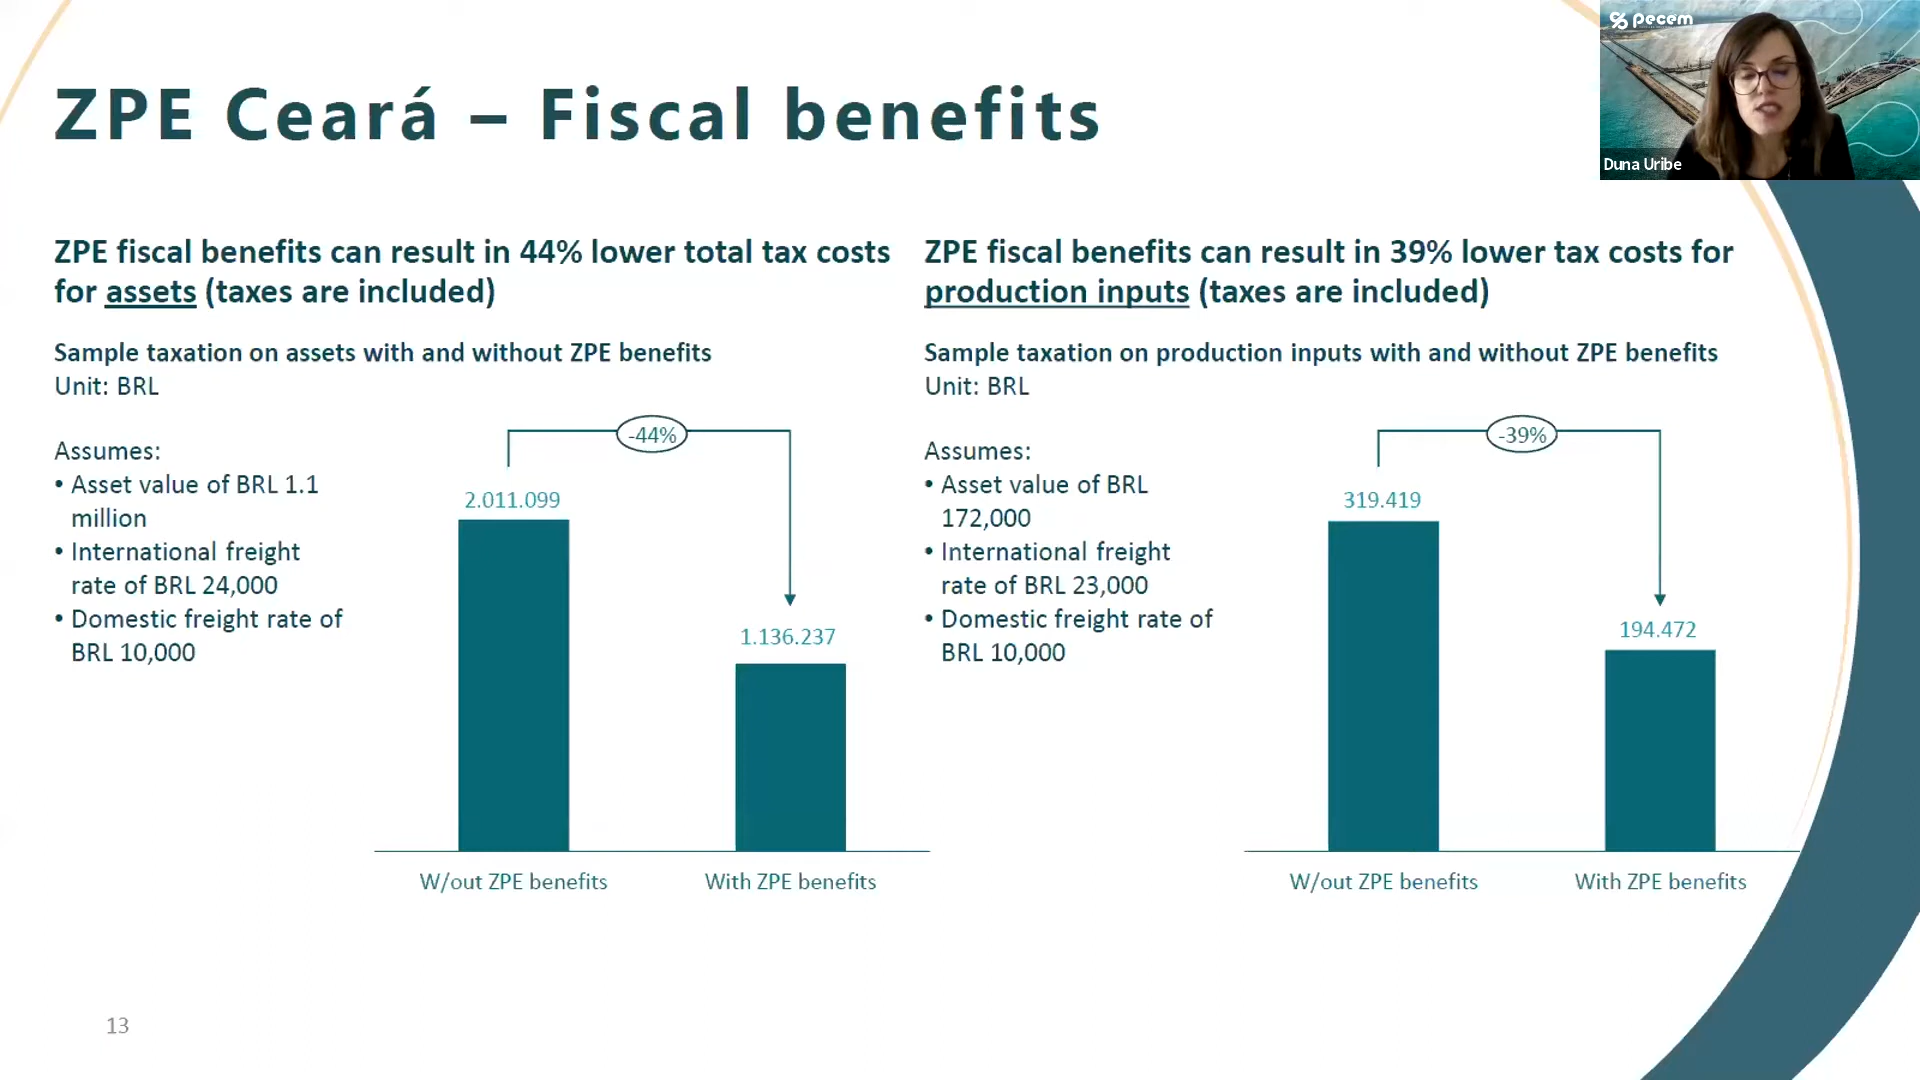 pecem
Duna Uribe
ZPE Ceará – Fiscal benefits
ZPE fiscal benefits can result in 44% lower total tax costs
for assets (taxes are included)
Sample taxation on assets with and without ZPE benefits
Unit: BRL
Assumes:
• Asset value of BRL 1.1
million
• International freight
rate of BRL 24,000
• Domestic freight rate of
BRL 10,000
-44%
2.011.099
1.136.237
W/out ZPE benefits
With ZPE benefits
ZPE fiscal benefits can result in 39% lower tax costs for
production inputs (taxes are included)
Sample taxation on production inputs with and without ZPE benefits
Unit: BRL
Assumes:
• Asset value of BRL
172,000
• International freight
rate of BRL 23,000
• Domestic freight rate of
BRL 10,000
-39%
319.419
194.472
W/out ZPE benefits
With ZPE benefits
13